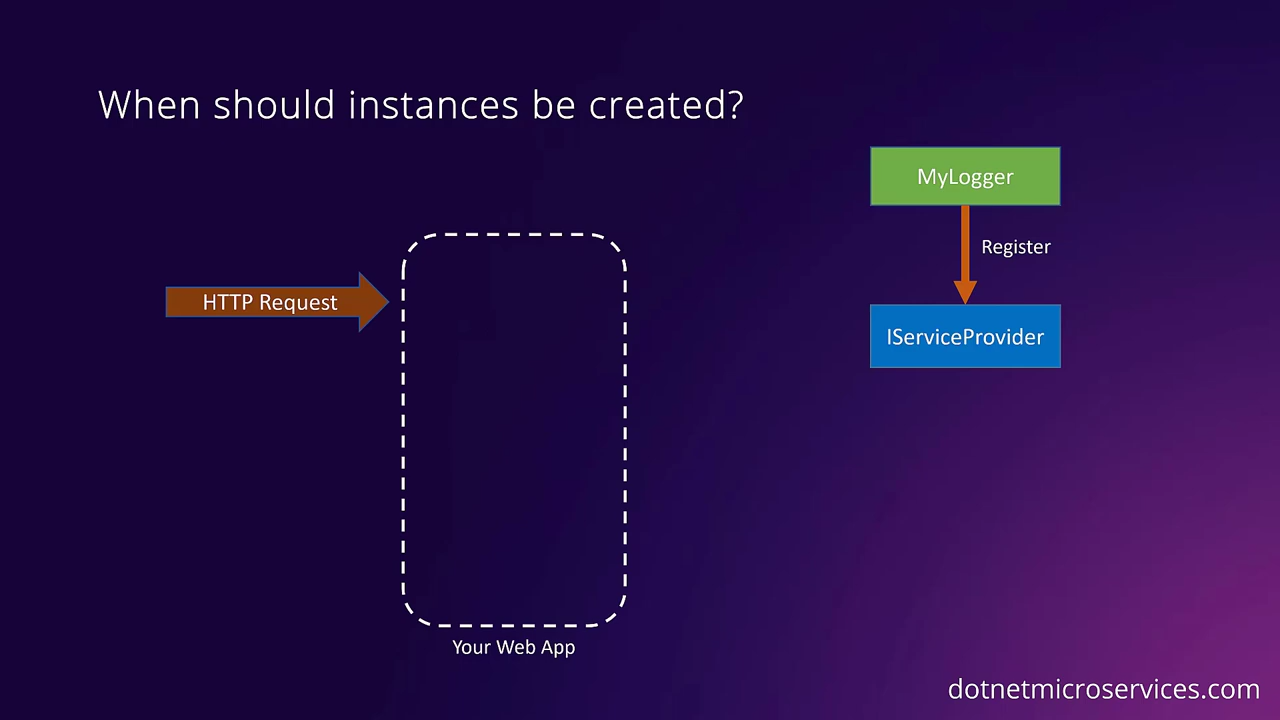 When should instances be created?
MyLogger
Register
HTTP Request
IServiceProvider
Your Web App
dotnetmicroservices.com